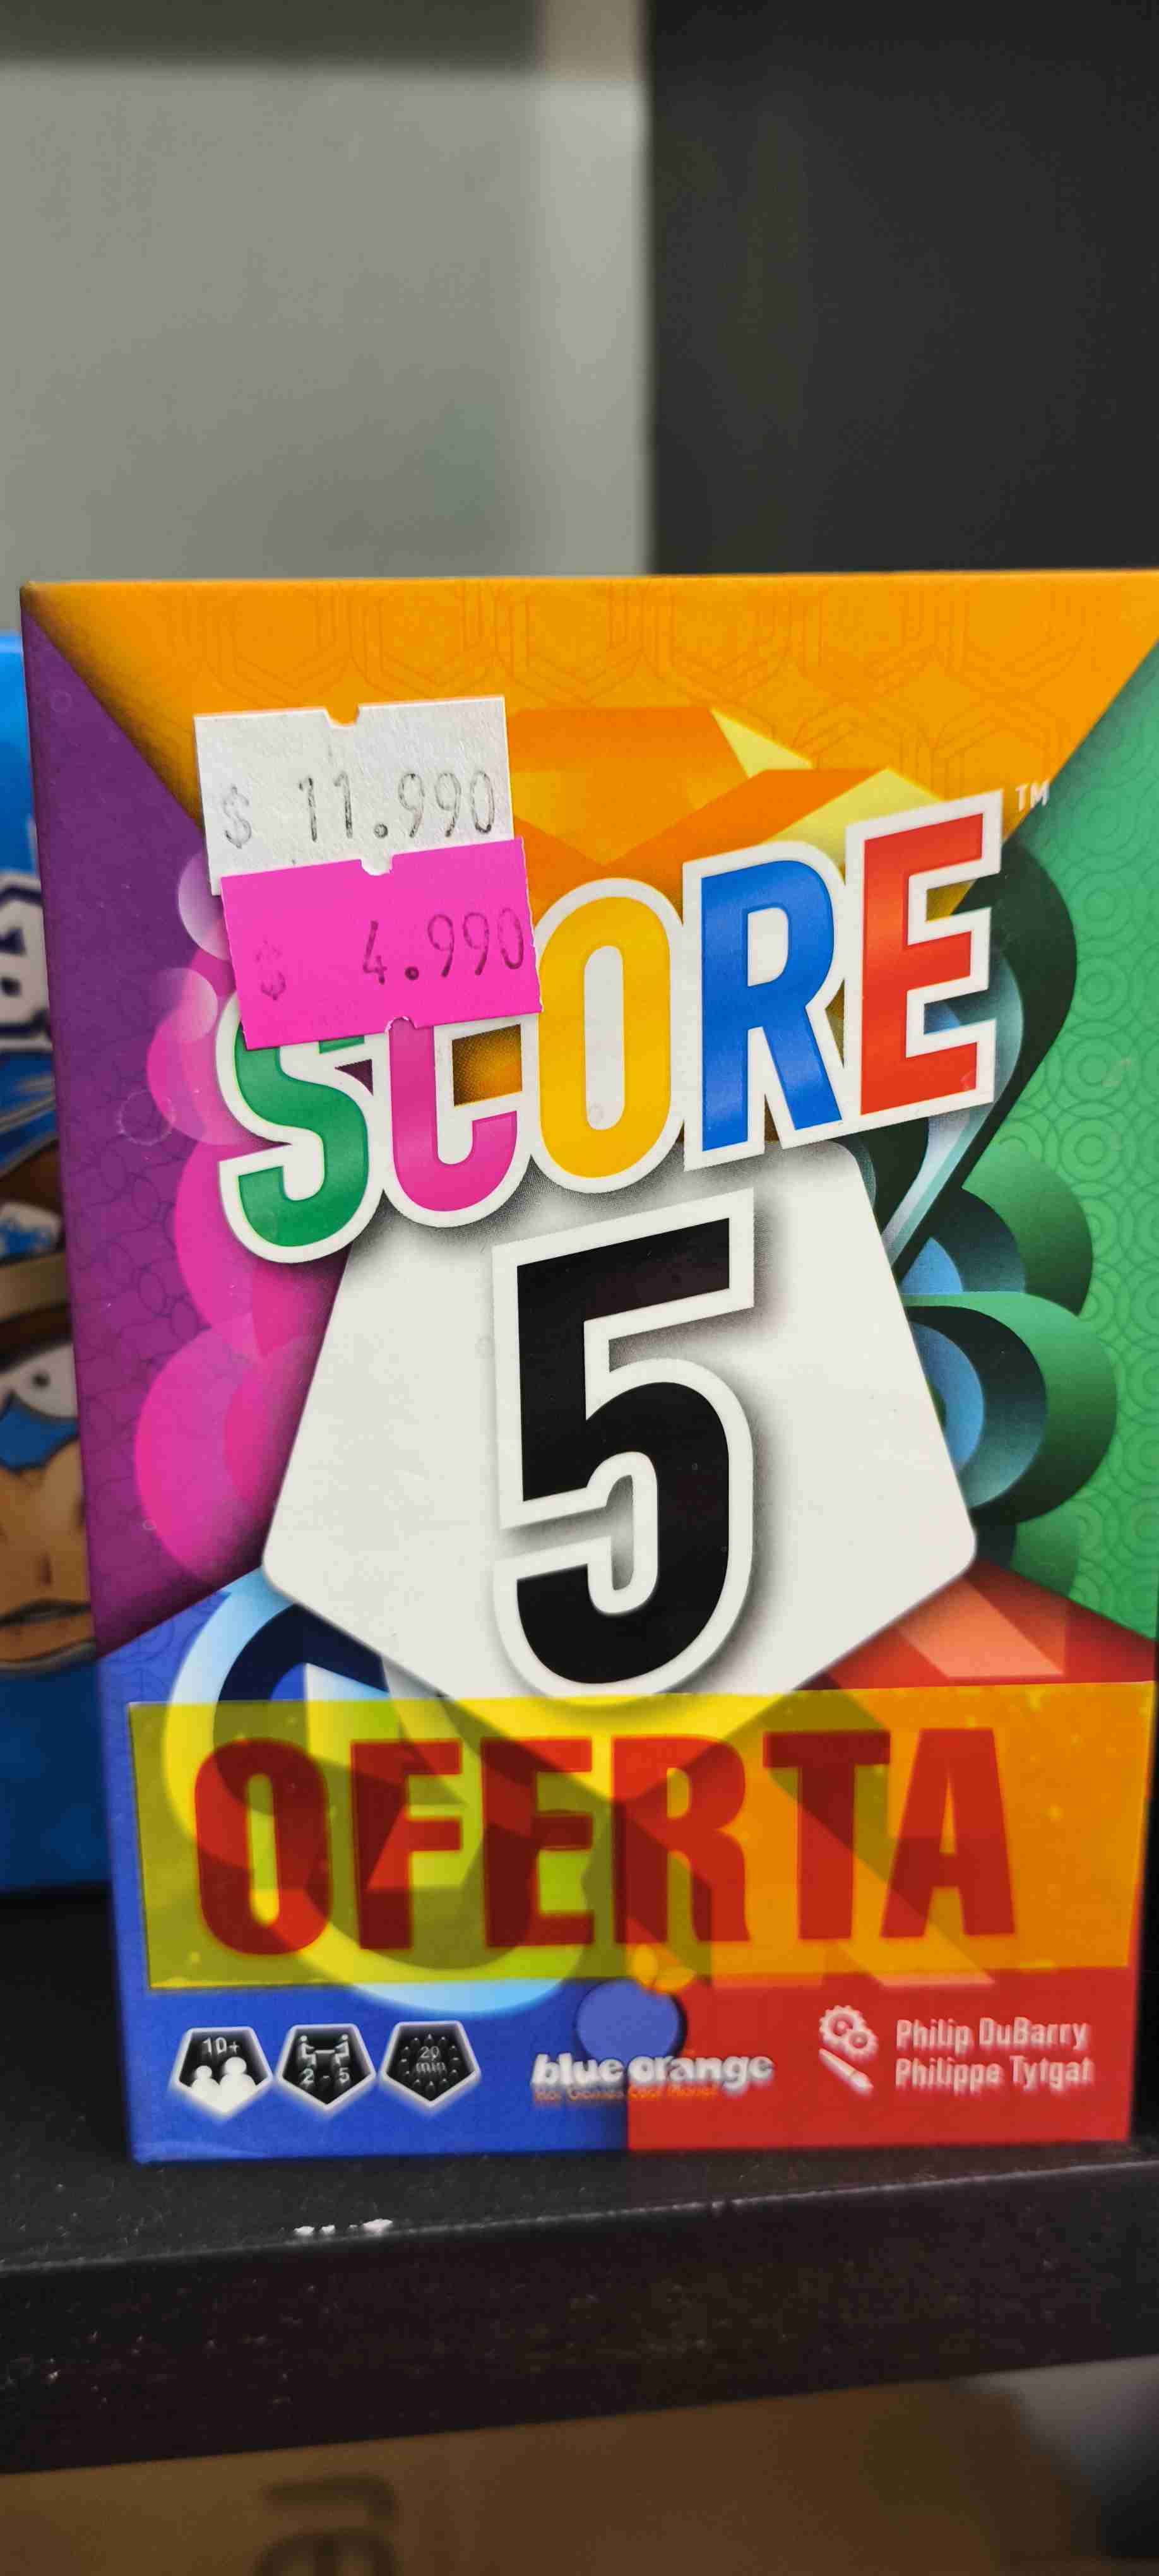 $ 11.990
$ 4.990
SCORE™
5
OFERTA
10+
2 - 5
20
min
blue orange
Philip DuBarry
Philippe Tytgat